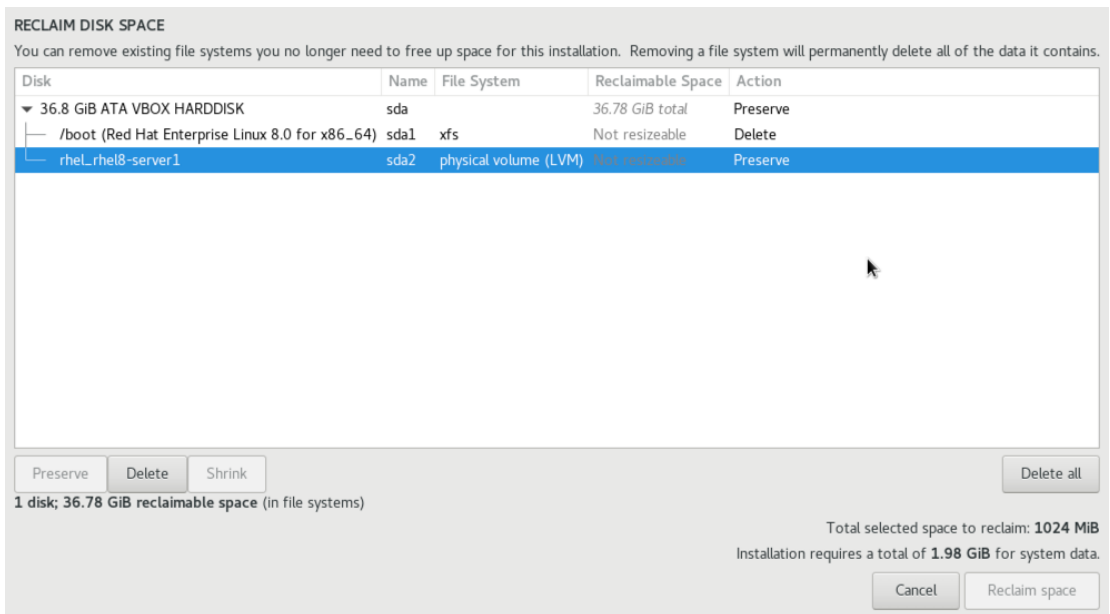 RECLAIM DISK SPACE
You can remove existing file systems you no longer need to free up space for this installation.  Removing a file system will permanently delete all of the data it contains.
Disk Name File System Reclaimable Space Action
36.8 GiB ATA VBOX HARDDISK sda 36.78 GiB total Preserve
/boot (Red Hat Enterprise Linux 8.0 for x86_64) sda1 xfs Not resizeable Delete
rhel_rhel8-server1 sda2 physical volume (LVM) Not resizeable Preserve
Preserve Delete Shrink Delete all
1 disk; 36.78 GiB reclaimable space (in file systems)
Total selected space to reclaim: 1024 MiB
Installation requires a total of 1.98 GiB for system data.
Cancel Reclaim space